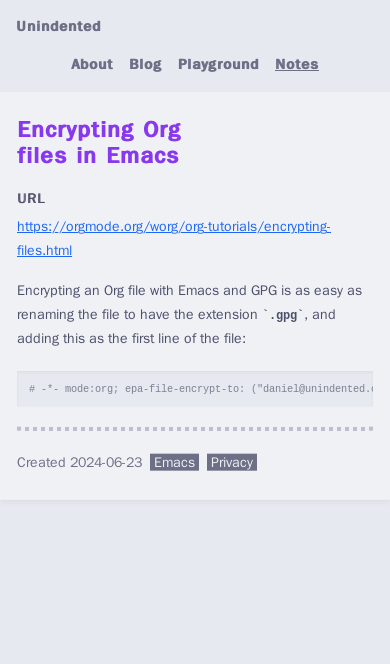 Unindented
About Blog Playground Notes
Encrypting Org
files in Emacs
URL
https://orgmode.org/worg/org-tutorials/encrypting-
files.html
Encrypting an Org file with Emacs and GPG is as easy as
renaming the file to have the extension `.gpg`, and
adding this as the first line of the file:
# -*- mode:org; epa-file-encrypt-to: ("daniel@unindented.
Created 2024-06-23 Emacs Privacy